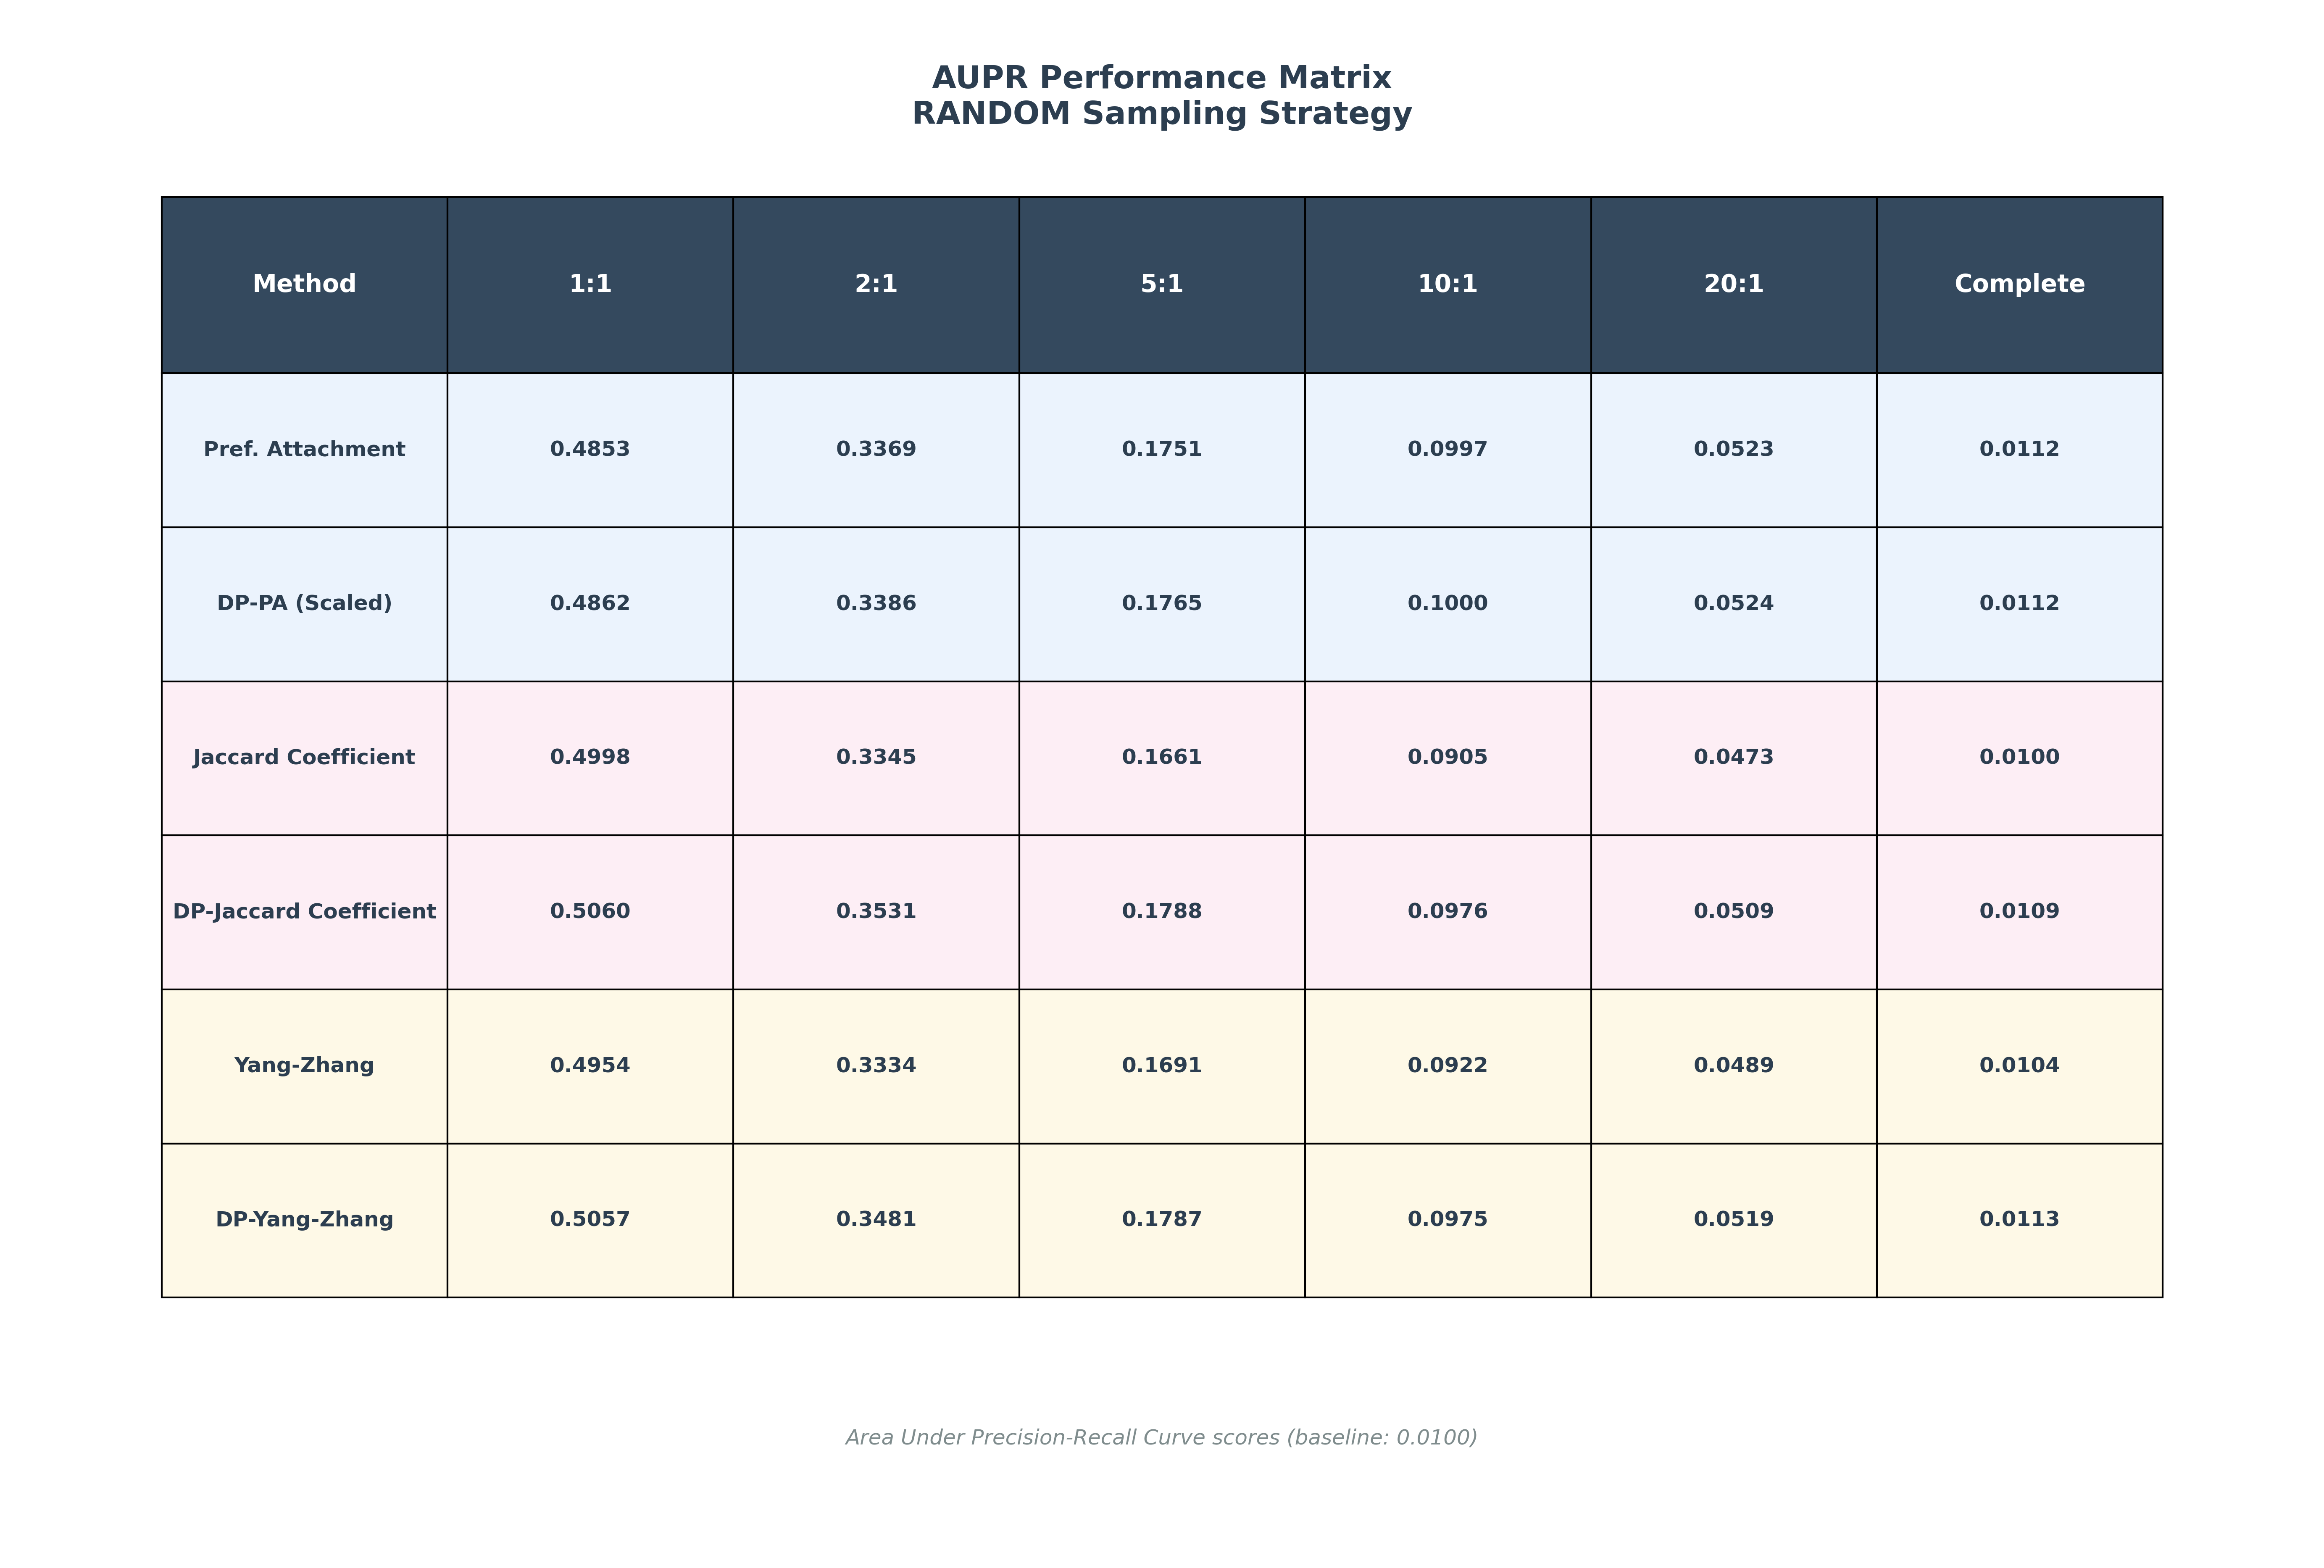 AUPR Performance Matrix
RANDOM Sampling Strategy
Method 1:1 2:1 5:1 10:1 20:1 Complete
Pref. Attachment 0.4853 0.3369 0.1751 0.0997 0.0523 0.0112
DP-PA (Scaled) 0.4862 0.3386 0.1765 0.1000 0.0524 0.0112
Jaccard Coefficient 0.4998 0.3345 0.1661 0.0905 0.0473 0.0100
DP-Jaccard Coefficient 0.5060 0.3531 0.1788 0.0976 0.0509 0.0109
Yang-Zhang 0.4954 0.3334 0.1691 0.0922 0.0489 0.0104
DP-Yang-Zhang 0.5057 0.3481 0.1787 0.0975 0.0519 0.0113
Area Under Precision-Recall Curve scores (baseline: 0.0100)